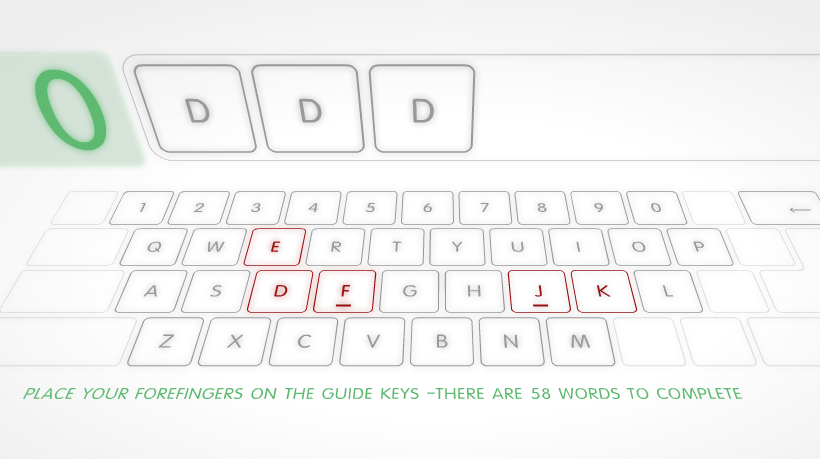 0 D D D
1 2 3 4 5 6 7 8 9 0 ←
Q W E R T Y U I O P
A S D F G H J K L
Z X C V B N M
PLACE YOUR FOREFINGERS ON THE GUIDE KEYS –THERE ARE 58 WORDS TO COMPLETE